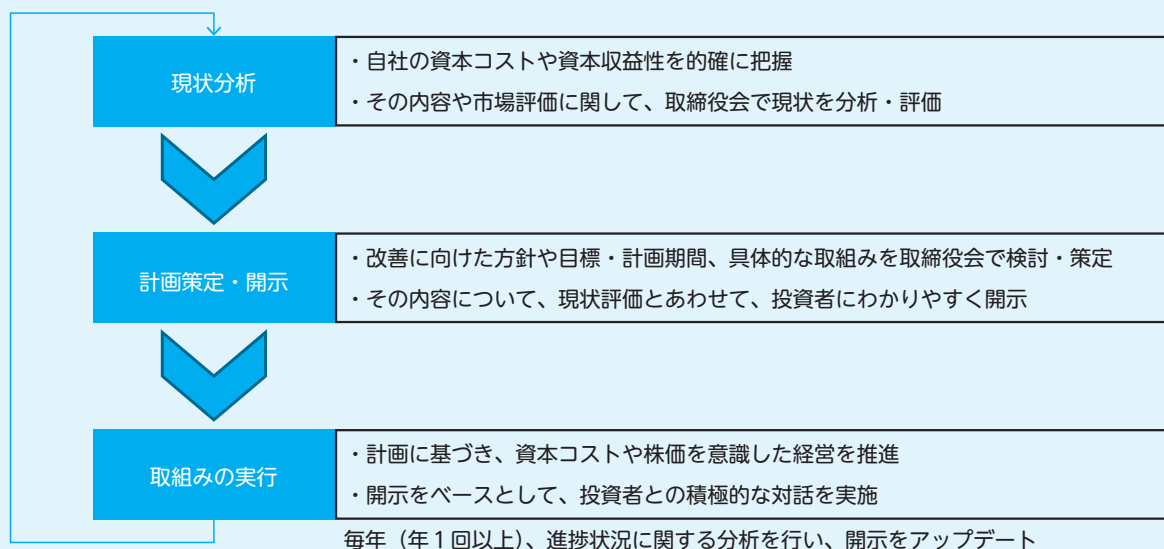 現状分析
・自社の資本コストや資本収益性を的確に把握
・その内容や市場評価に関して、取締役会で現状を分析・評価
計画策定・開示
・改善に向けた方針や目標・計画期間、具体的な取組みを取締役会で検討・策定
・その内容について、現状評価とあわせて、投資者にわかりやすく開示
取組みの実行
・計画に基づき、資本コストや株価を意識した経営を推進
・開示をベースとして、投資者との積極的な対話を実施
毎年（年１回以上）、進捗状況に関する分析を行い、開示をアップデート